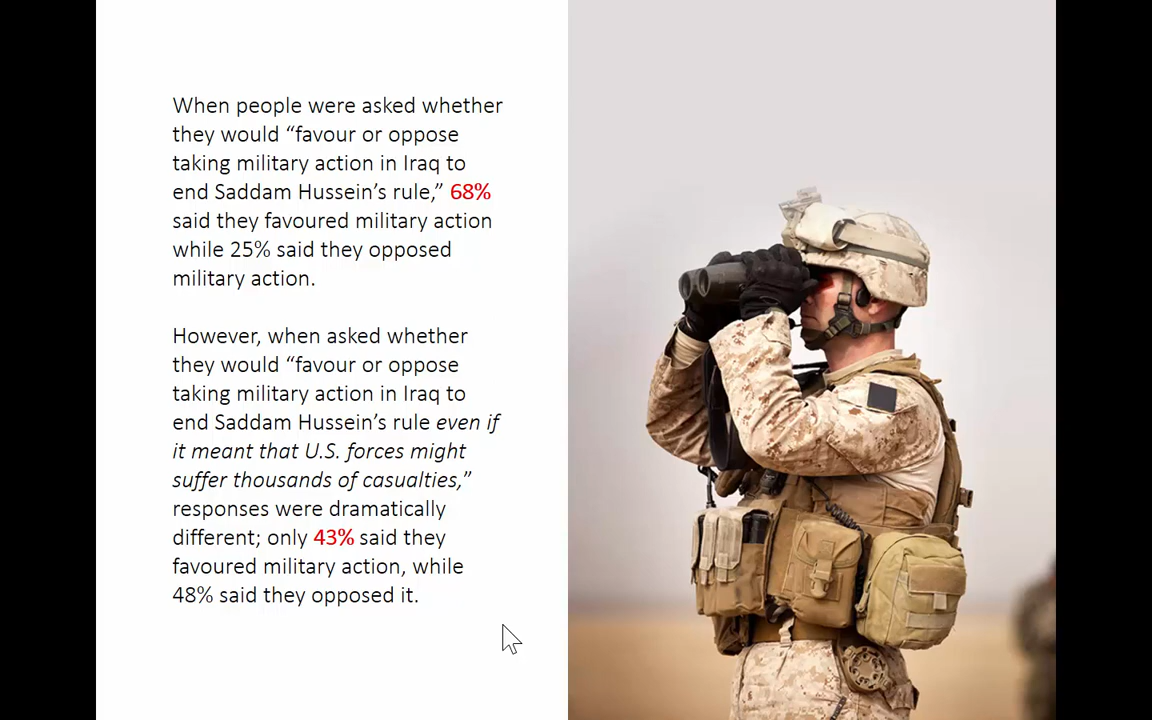 When people were asked whether
they would “favour or oppose
taking military action in Iraq to
end Saddam Hussein’s rule,” 68%
said they favoured military action
while 25% said they opposed
military action.
However, when asked whether
they would “favour or oppose
taking military action in Iraq to
end Saddam Hussein’s rule even if
it meant that U.S. forces might
suffer thousands of casualties,”
responses were dramatically
different; only 43% said they
favoured military action, while
48% said they opposed it.